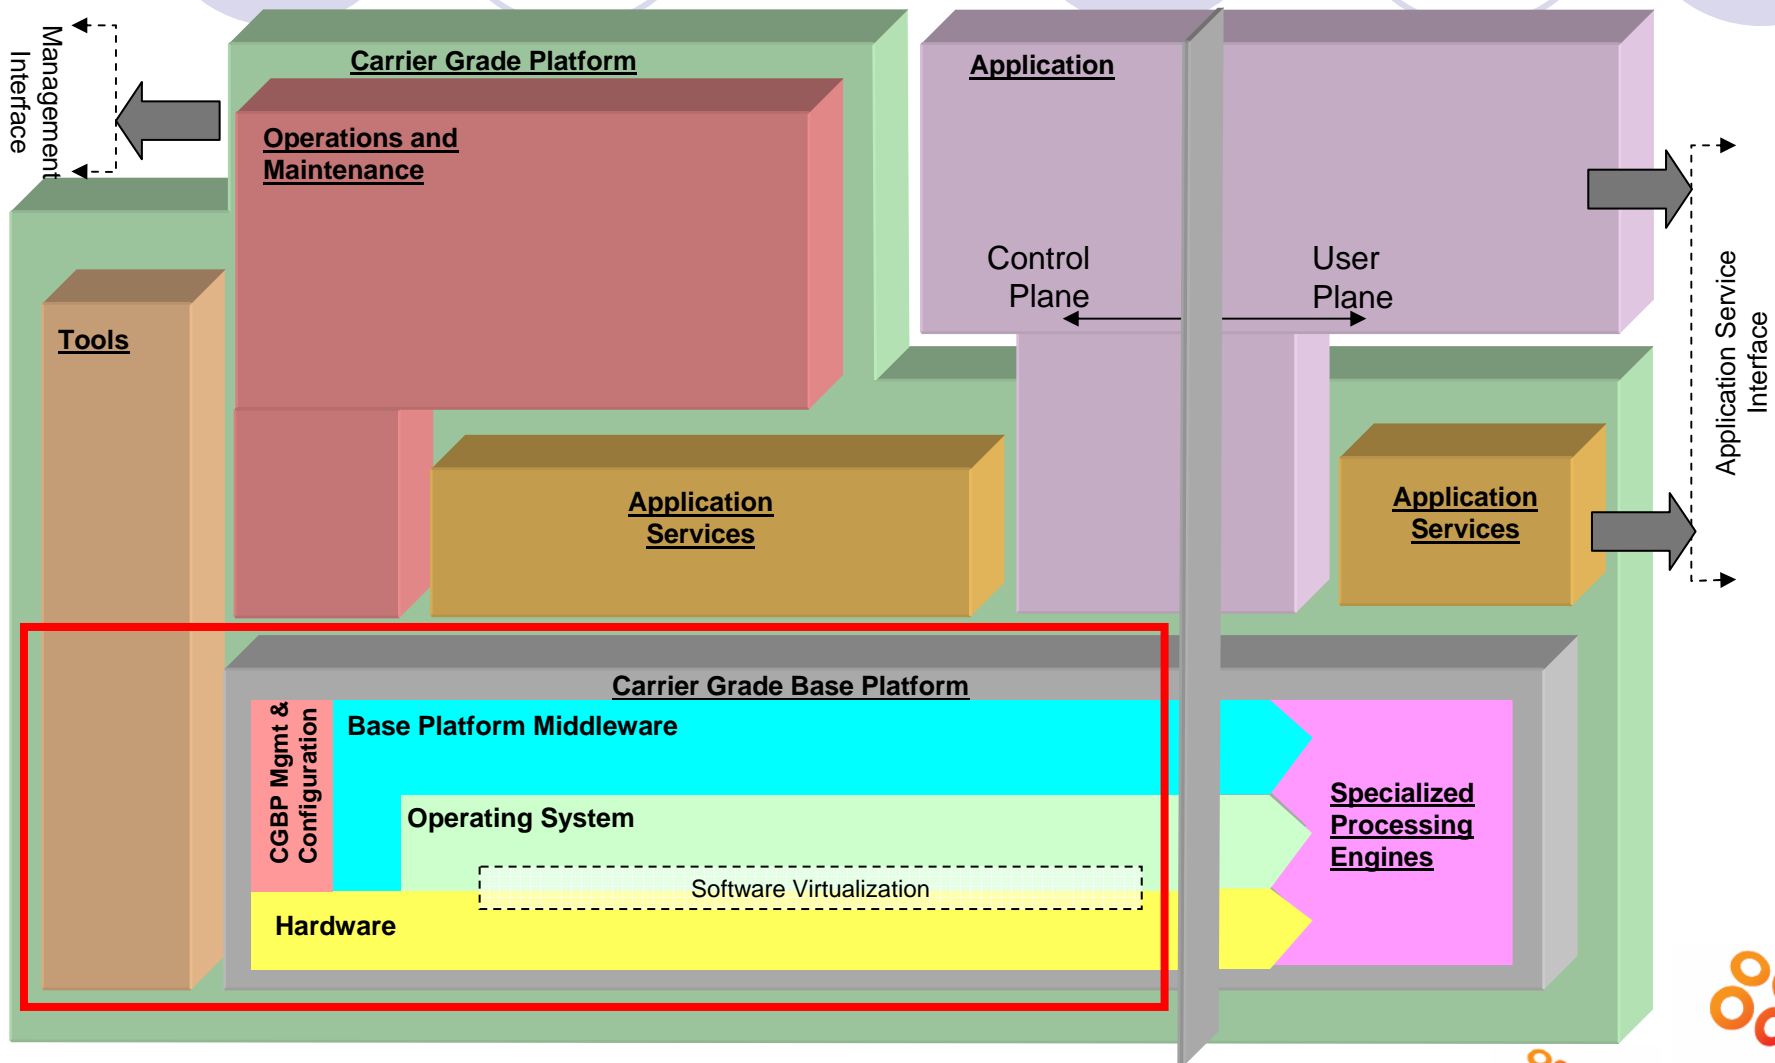 Management
Interface
Carrier Grade Platform
Application
Operations and
Maintenance
Control
Plane
User
Plane
Tools
Application Service
Interface
Application
Services
Application
Services
Carrier Grade Base Platform
CGBP Mgmt &
Configuration
Base Platform Middleware
Operating System
Specialized
Processing
Engines
Software Virtualization
Hardware